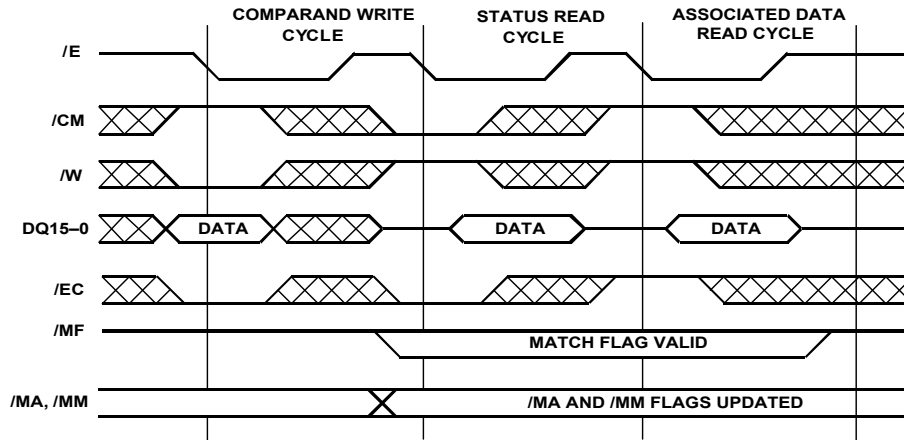 COMPARAND WRITE
CYCLE
STATUS READ
CYCLE
ASSOCIATED DATA
READ CYCLE
/E
/CM
/W
DQ15–0
DATA
DATA
DATA
/EC
/MF
MATCH FLAG VALID
/MA, /MM
/MA AND /MM FLAGS UPDATED